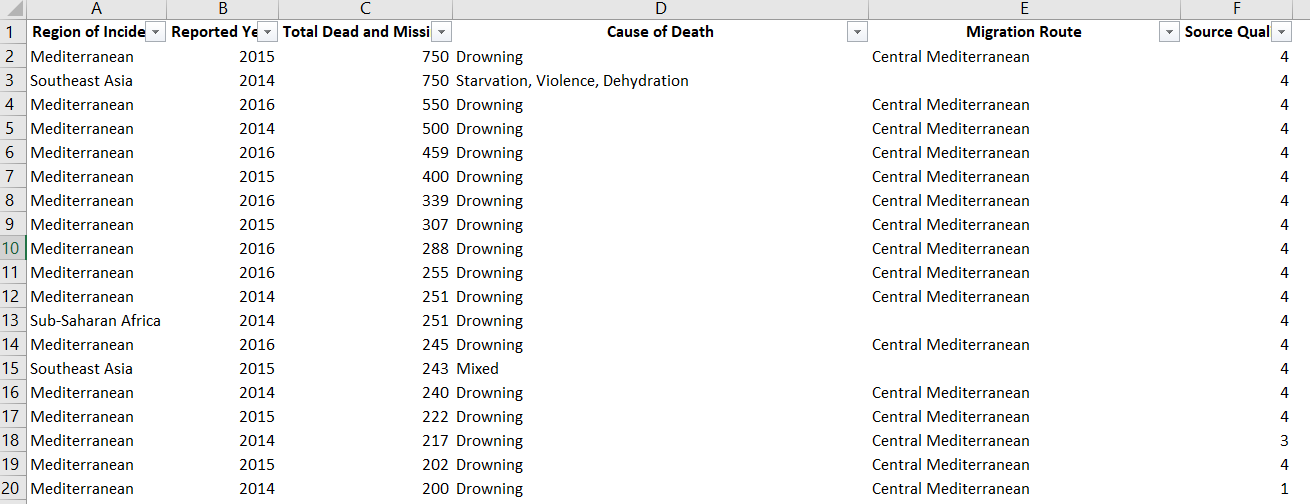 A B C D E F
1 Region of Incide Reported Ye Total Dead and Missi Cause of Death Migration Route Source Qual
2 Mediterranean 2015 750 Drowning Central Mediterranean 4
3 Southeast Asia 2014 750 Starvation, Violence, Dehydration 4
4 Mediterranean 2016 550 Drowning Central Mediterranean 4
5 Mediterranean 2014 500 Drowning Central Mediterranean 4
6 Mediterranean 2016 459 Drowning Central Mediterranean 4
7 Mediterranean 2015 400 Drowning Central Mediterranean 4
8 Mediterranean 2016 339 Drowning Central Mediterranean 4
9 Mediterranean 2015 307 Drowning Central Mediterranean 4
10 Mediterranean 2016 288 Drowning Central Mediterranean 4
11 Mediterranean 2016 255 Drowning Central Mediterranean 4
12 Mediterranean 2014 251 Drowning Central Mediterranean 4
13 Sub-Saharan Africa 2014 251 Drowning 4
14 Mediterranean 2016 245 Drowning Central Mediterranean 4
15 Southeast Asia 2015 243 Mixed 4
16 Mediterranean 2014 240 Drowning Central Mediterranean 4
17 Mediterranean 2015 222 Drowning Central Mediterranean 4
18 Mediterranean 2014 217 Drowning Central Mediterranean 3
19 Mediterranean 2015 202 Drowning Central Mediterranean 4
20 Mediterranean 2014 200 Drowning Central Mediterranean 1